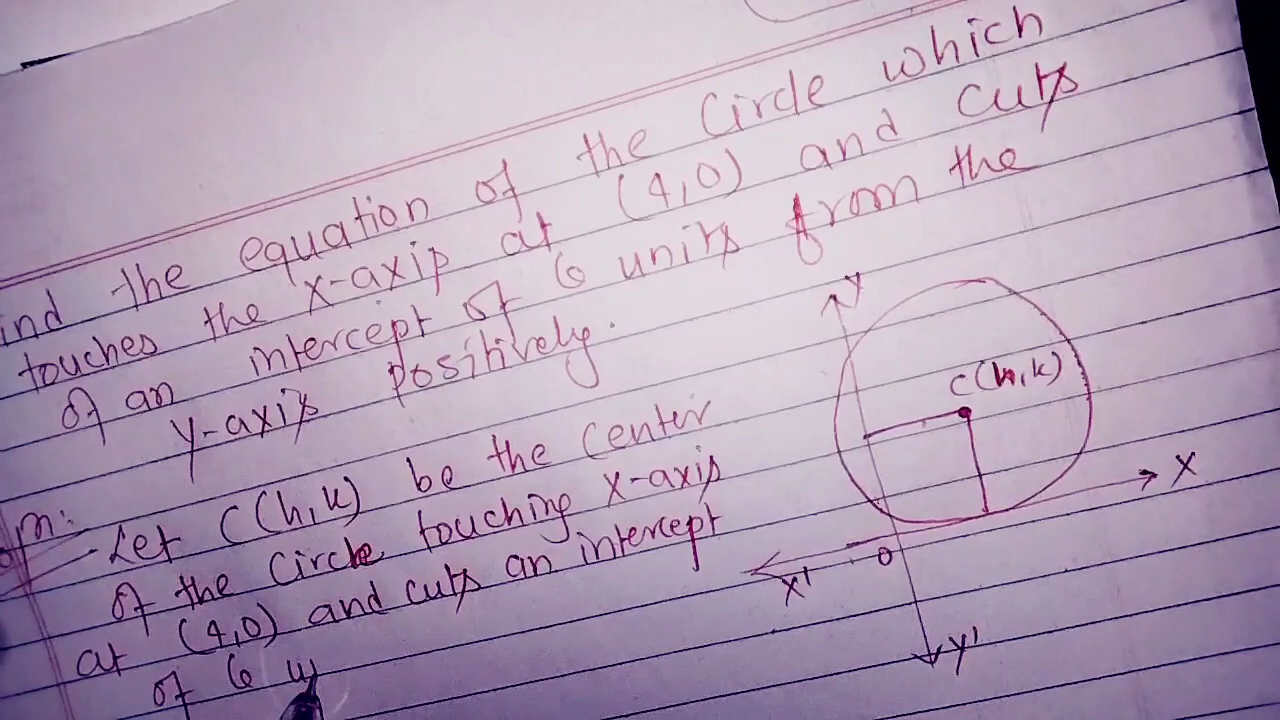 ind the equation of the Circle which
touches the x-axis at (4,0) and cuts
of an intercept of 6 units from the
y-axis positively.
Let C(h,k) be the Center
of the Circle touching x-axis
at (4,0) and cuts an intercept
of 6 u
Y
C(h,k)
X
O
X'
Y'